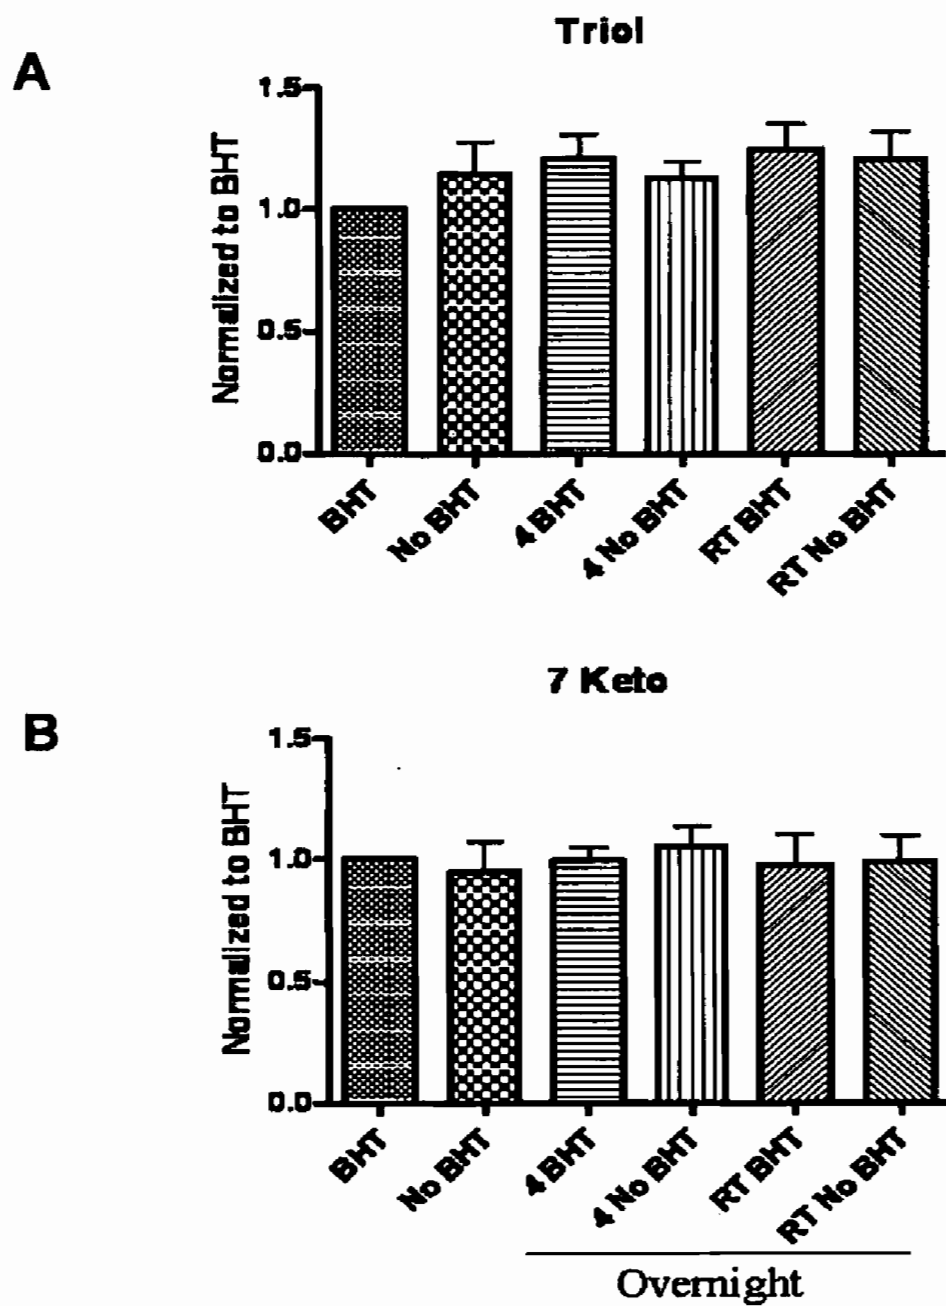 A
Triol
Normalized to BHT
1.5
1.0
0.5
0.0
BHT
No BHT
4 BHT
4 No BHT
RT BHT
RT No BHT
B
7 Keto
Normalized to BHT
1.5
1.0
0.5
0.0
BHT
No BHT
4 BHT
4 No BHT
RT BHT
RT No BHT
Overnight